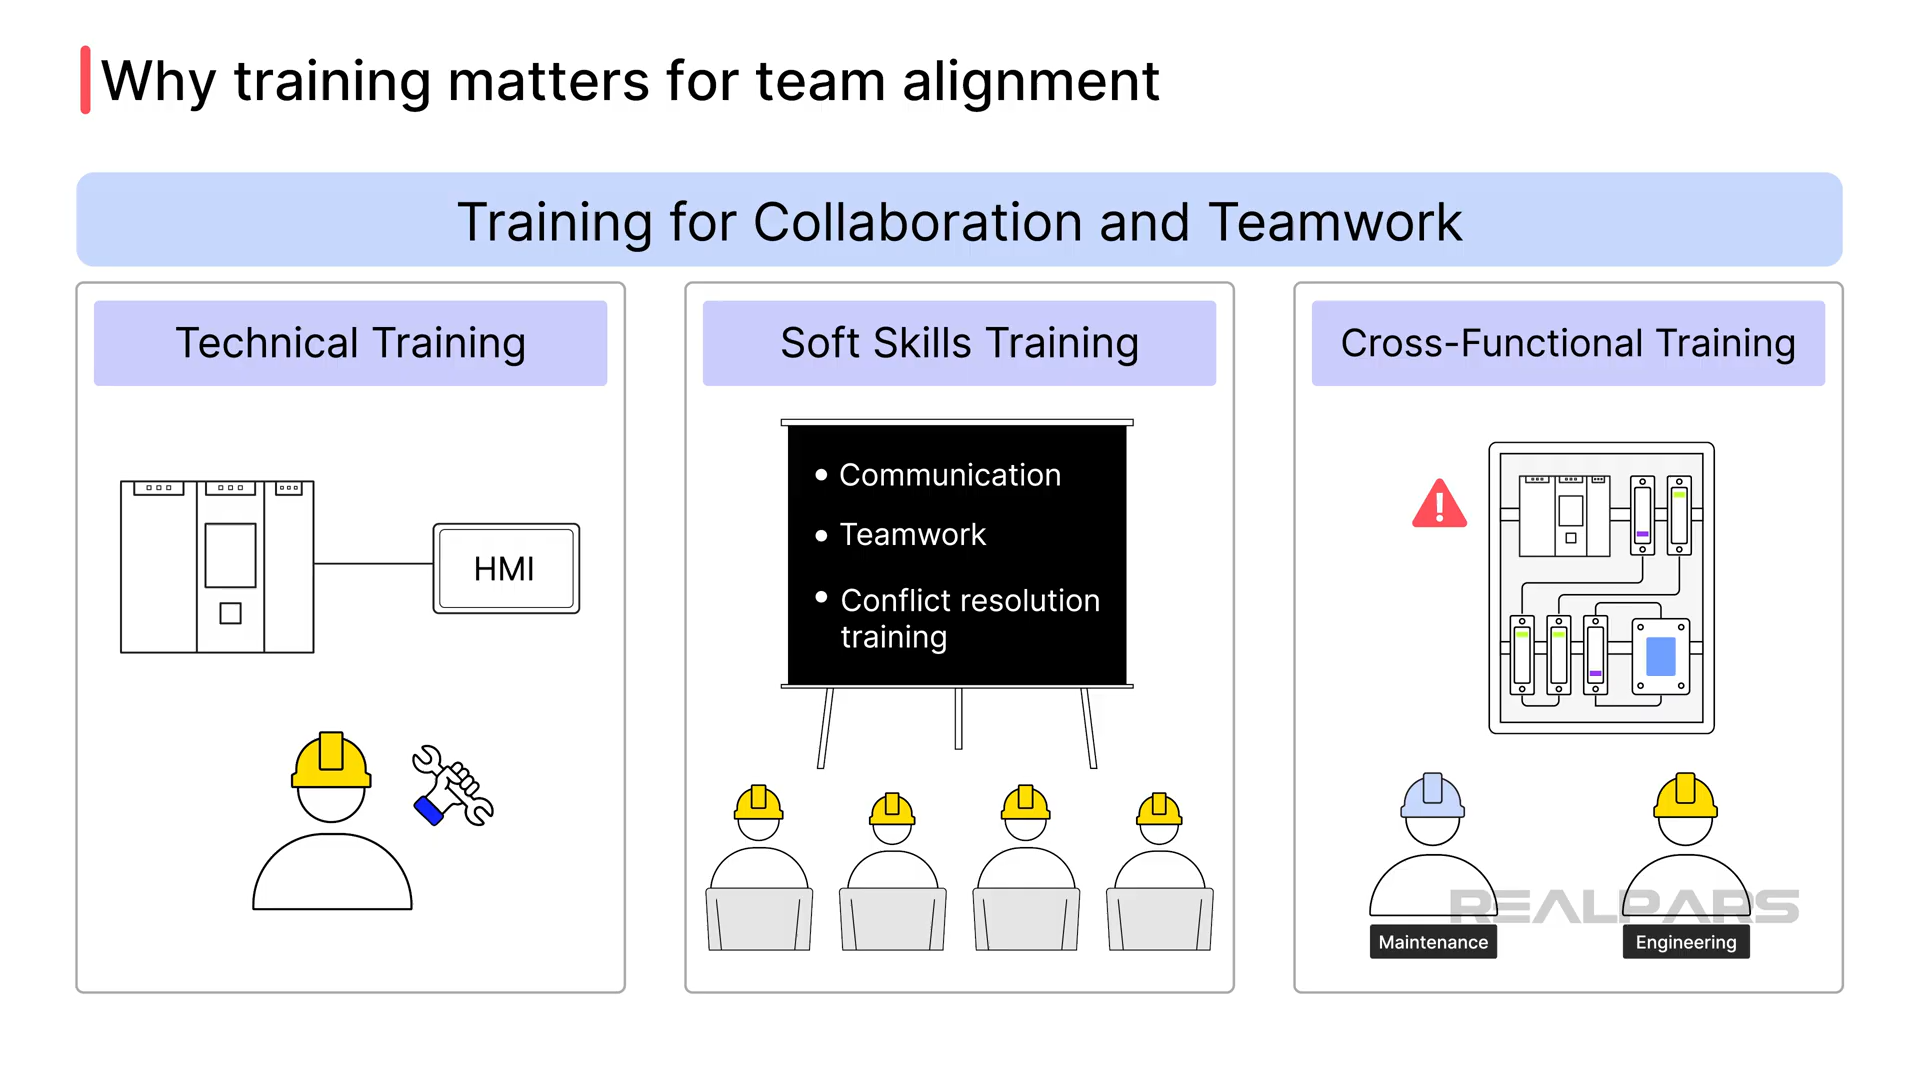 Why training matters for team alignment
Training for Collaboration and Teamwork
Technical Training
HMI
Soft Skills Training
• Communication
• Teamwork
• Conflict resolution
training
Cross-Functional Training
!
REALPARS
Maintenance
Engineering